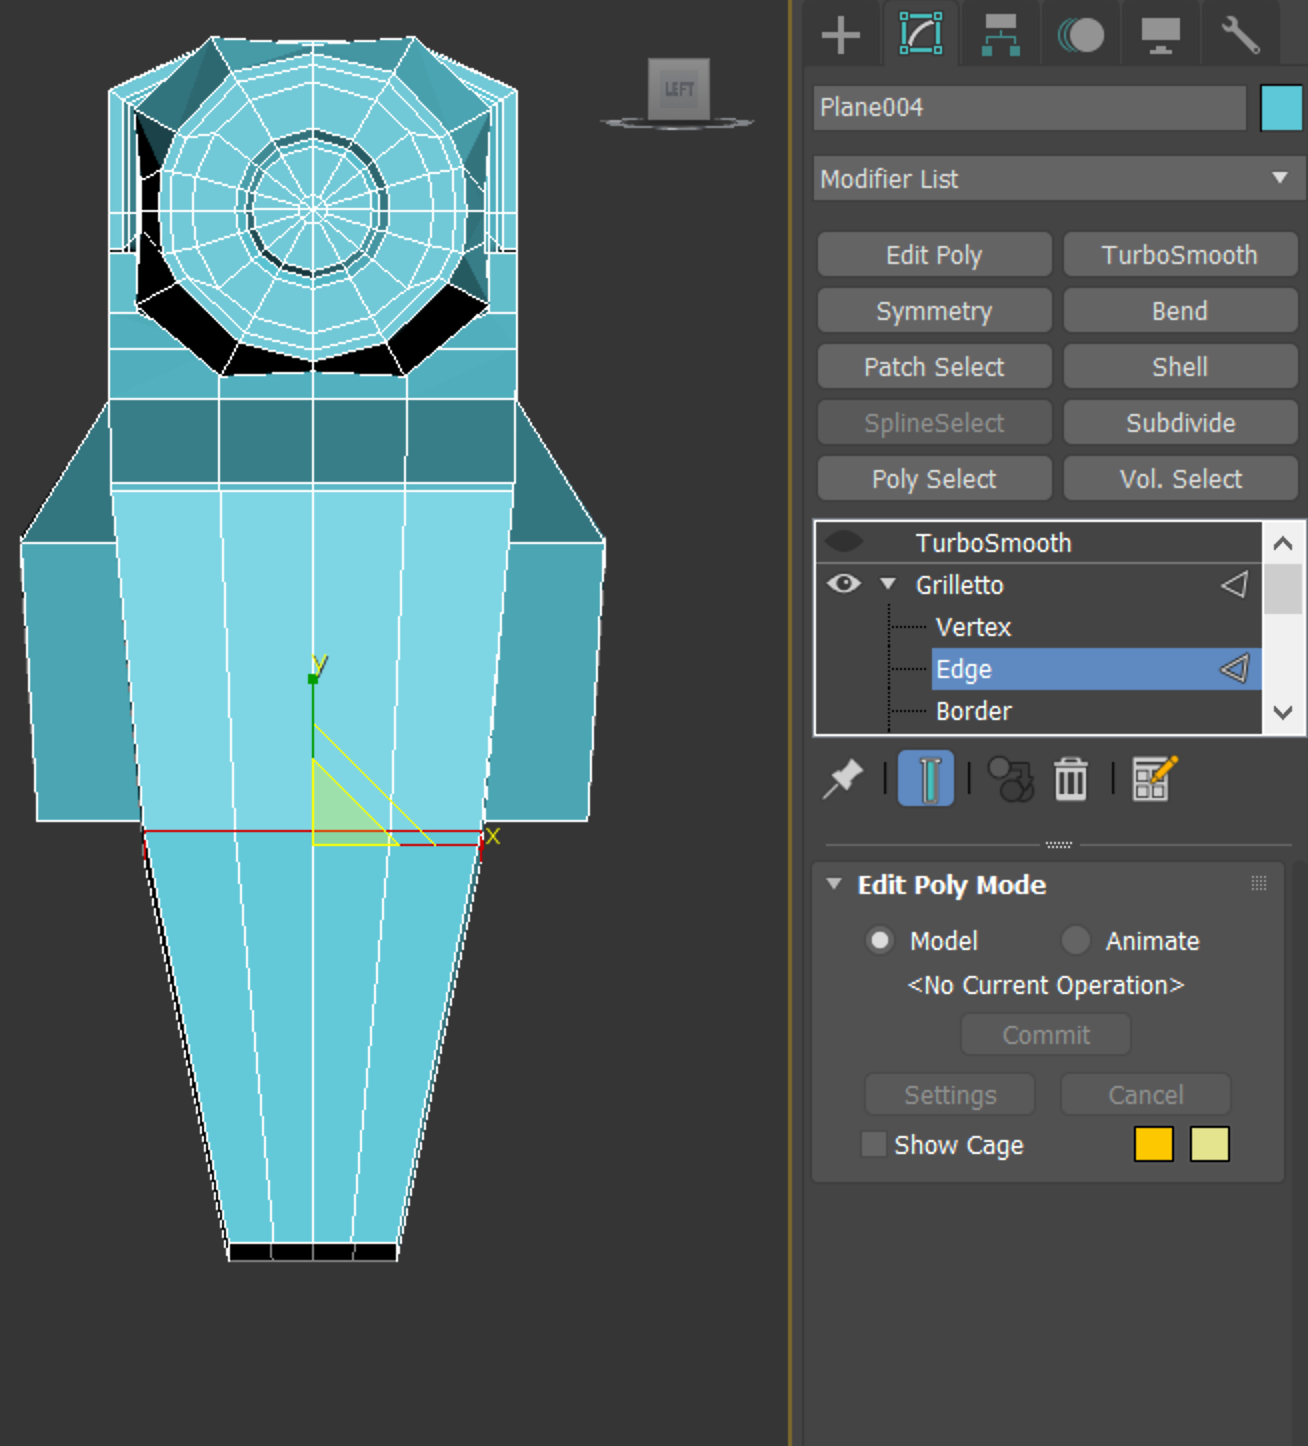 LEFT
y
x
Plane004
Modifier List
Edit Poly
TurboSmooth
Symmetry
Bend
Patch Select
Shell
SplineSelect
Subdivide
Poly Select
Vol. Select
TurboSmooth
Grilletto
Vertex
Edge
Border
Edit Poly Mode
Model
Animate
<No Current Operation>
Commit
Settings
Cancel
Show Cage